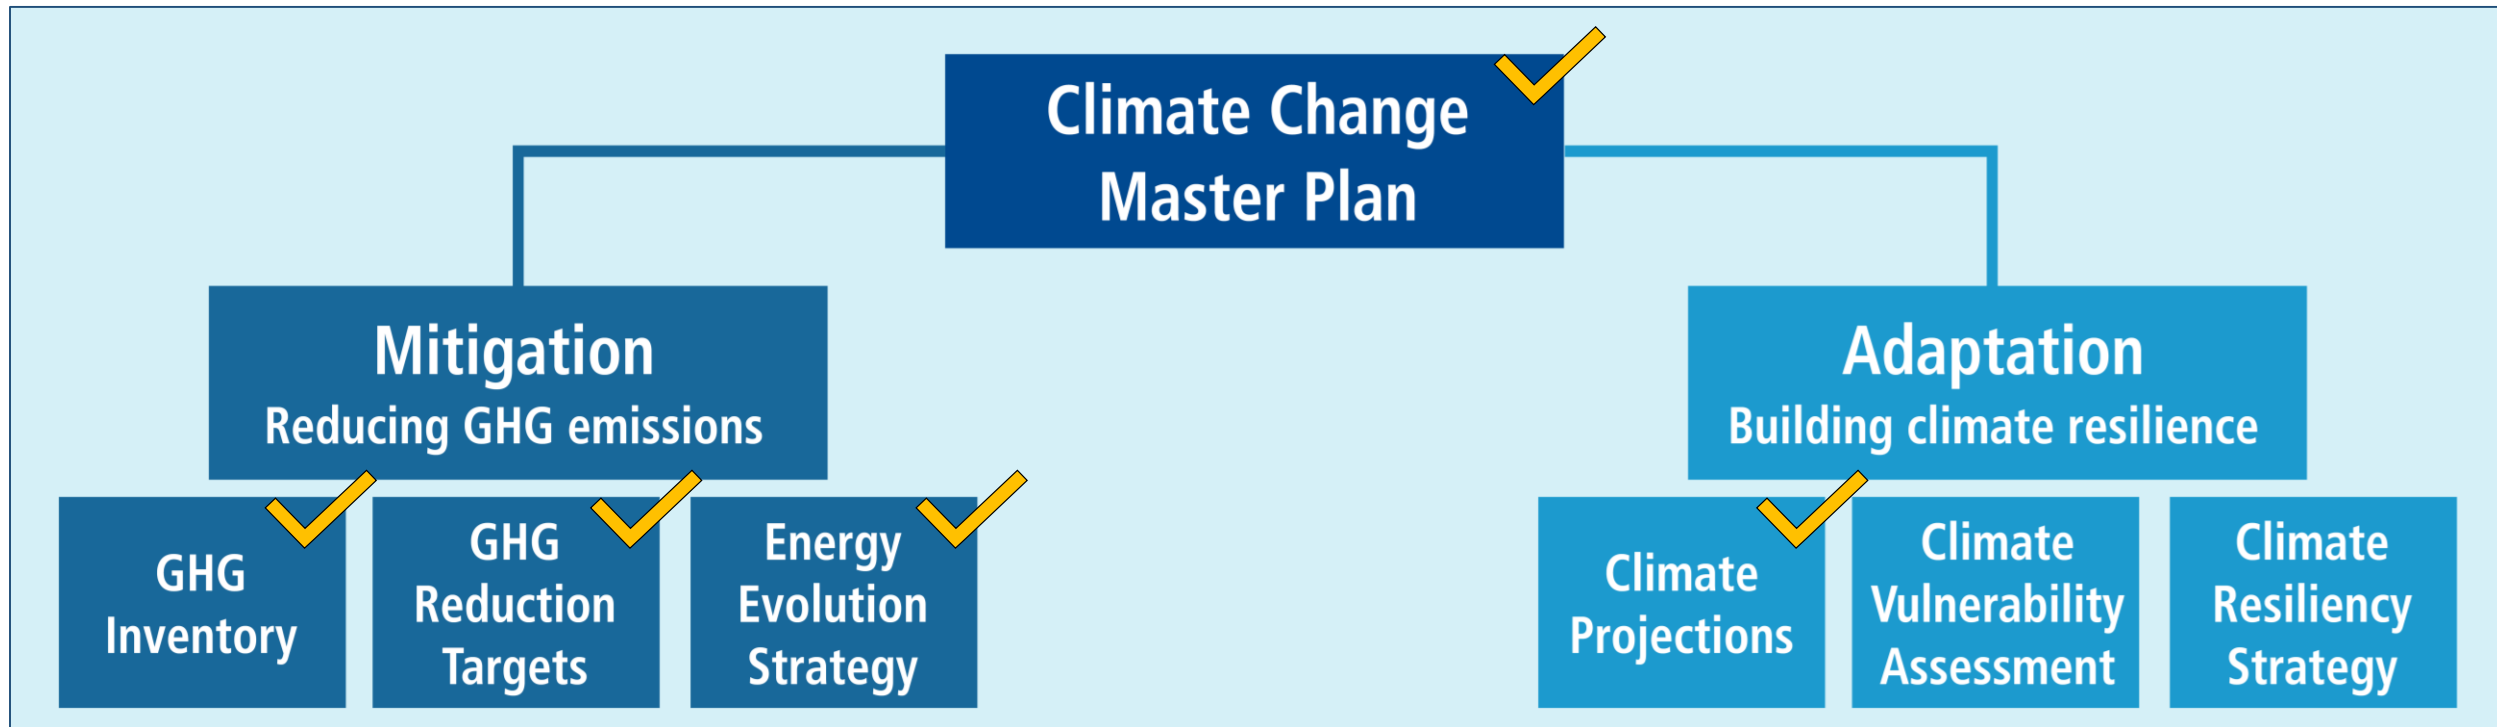 Climate Change
Master Plan
Mitigation
Reducing GHG emissions
Adaptation
Building climate resilience
GHG
Inventory
GHG
Reduction
Targets
Energy
Evolution
Strategy
Climate
Projections
Climate
Vulnerability
Assessment
Climate
Resiliency
Strategy